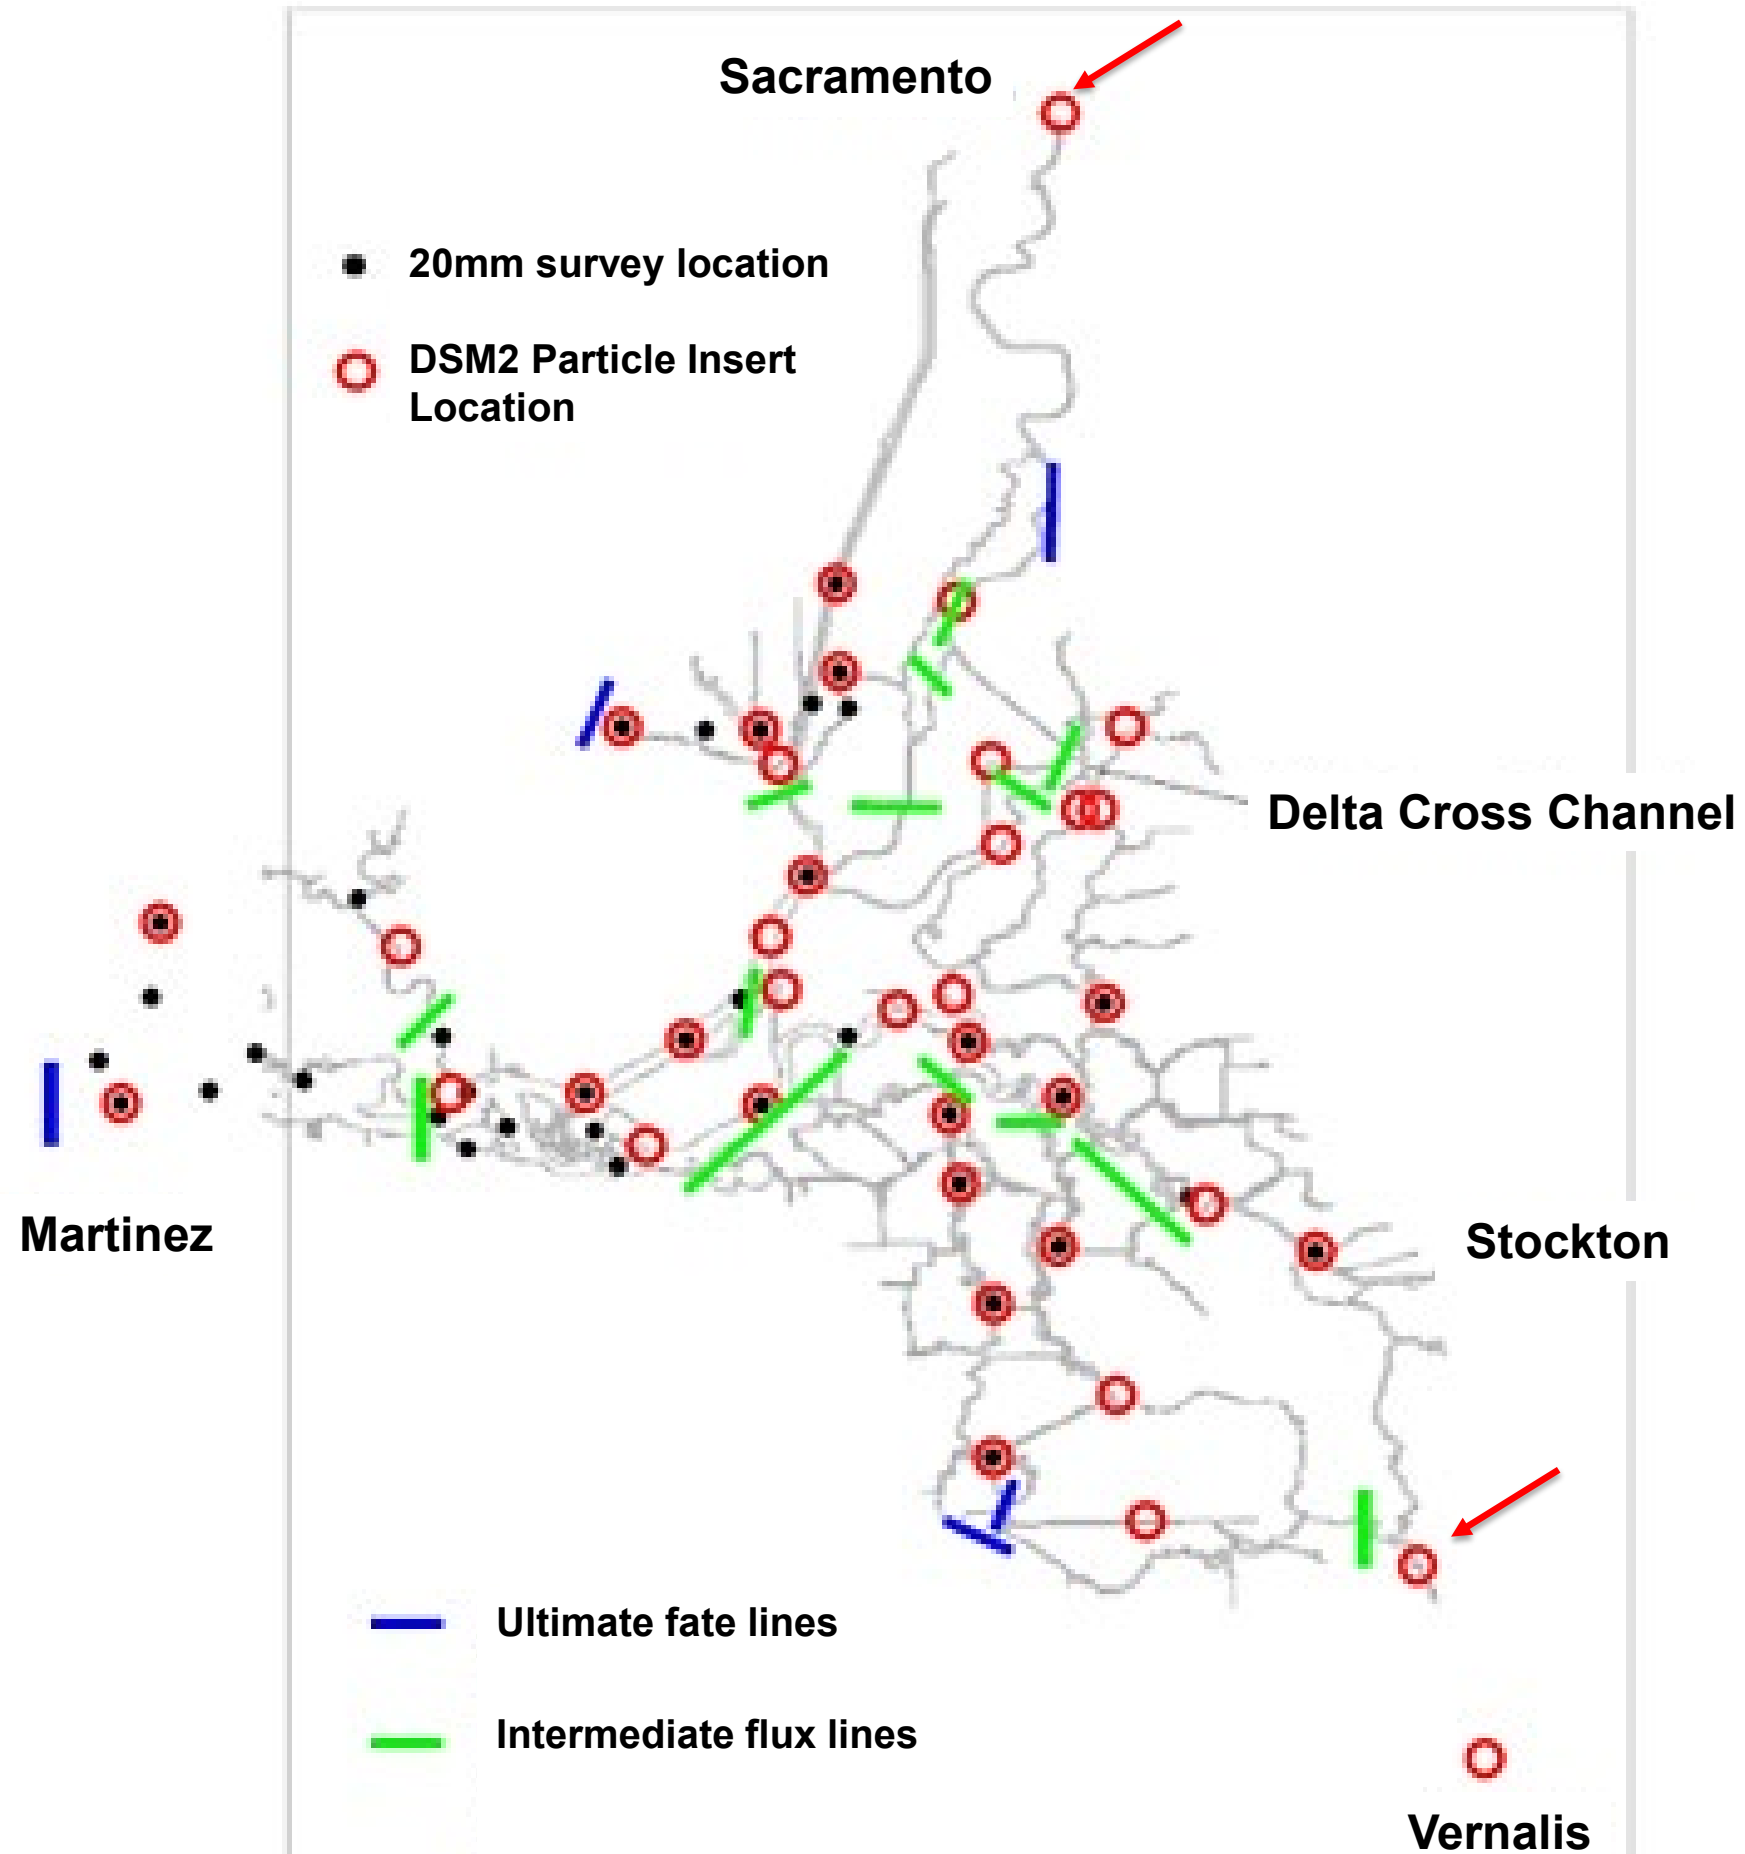 Sacramento
20mm survey location
DSM2 Particle Insert
Location
Delta Cross Channel
Martinez
Stockton
Ultimate fate lines
Intermediate flux lines
Vernalis